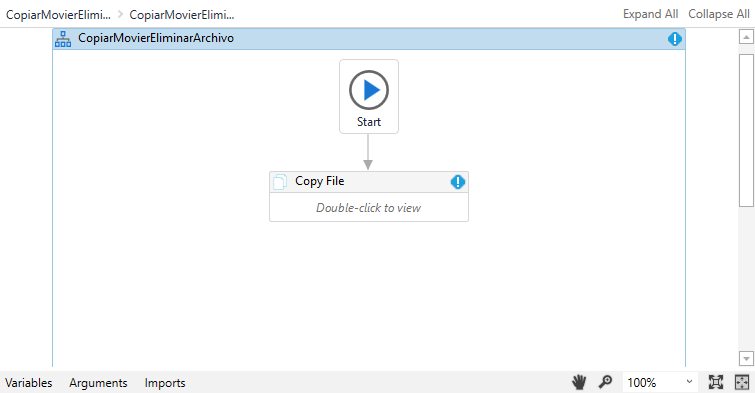 CopiarMovierElimi... > CopiarMovierElimi... Expand All Collapse All
CopiarMovierEliminarArchivo
Start
Copy File
Double-click to view
Variables Arguments Imports 100%